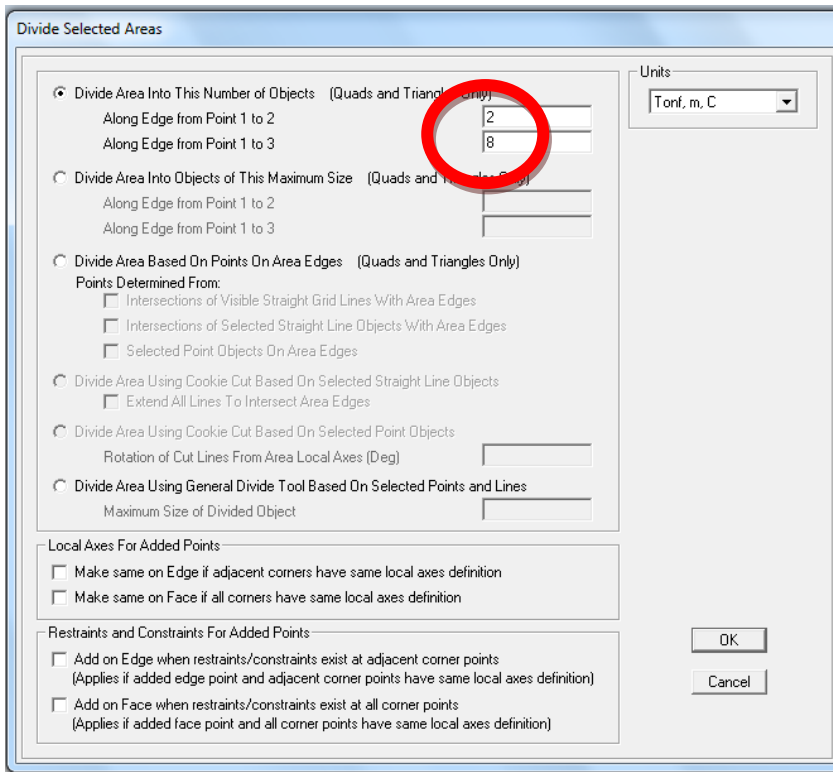 Divide Selected Areas
Units
Divide Area Into This Number of Objects (Quads and Triangles Only)
Tonf, m, C
Along Edge from Point 1 to 2
2
Along Edge from Point 1 to 3
8
Divide Area Into Objects of This Maximum Size (Quads and Triangles Only)
Along Edge from Point 1 to 2
Along Edge from Point 1 to 3
Divide Area Based On Points On Area Edges (Quads and Triangles Only)
Points Determined From:
Intersections of Visible Straight Grid Lines With Area Edges
Intersections of Selected Straight Line Objects With Area Edges
Selected Point Objects On Area Edges
Divide Area Using Cookie Cut Based On Selected Straight Line Objects
Extend All Lines To Intersect Area Edges
Divide Area Using Cookie Cut Based On Selected Point Objects
Rotation of Cut Lines From Area Local Axes (Deg)
Divide Area Using General Divide Tool Based On Selected Points and Lines
Maximum Size of Divided Object
Local Axes For Added Points
Make same on Edge if adjacent corners have same local axes definition
Make same on Face if all corners have same local axes definition
Restraints and Constraints For Added Points
Add on Edge when restraints/constraints exist at adjacent corner points
(Applies if added edge point and adjacent corner points have same local axes definition)
Add on Face when restraints/constraints exist at all corner points
(Applies if added face point and all corner points have same local axes definition)
OK
Cancel